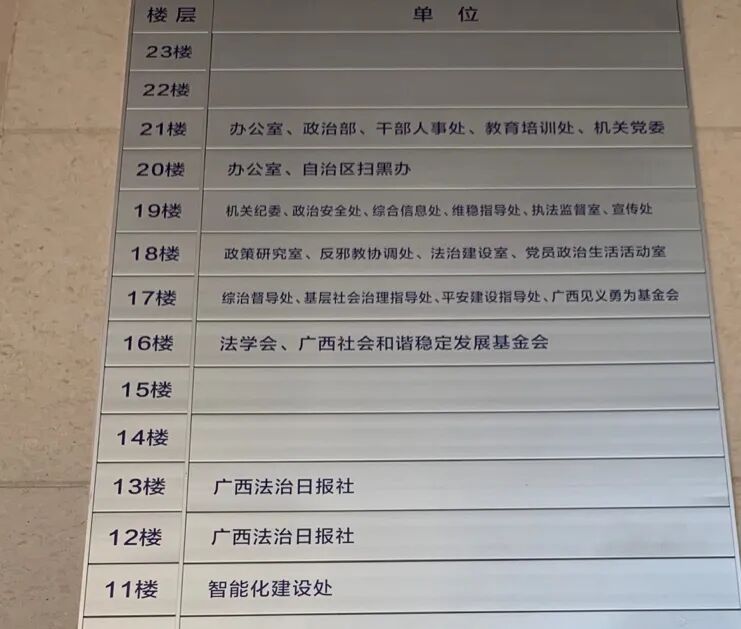 楼层 单位
23楼
22楼
21楼 办公室、政治部、干部人事处、教育培训处、机关党委
20楼 办公室、自治区扫黑办
19楼 机关纪委、政治安全处、综合信息处、维稳指导处、执法监督室、宣传处
18楼 政策研究室、反邪教协调处、法治建设室、党员政治生活活动室
17楼 综治督导处、基层社会治理指导处、平安建设指导处、广西见义勇为基金会
16楼 法学会、广西社会和谐稳定发展基金会
15楼
14楼
13楼 广西法治日报社
12楼 广西法治日报社
11楼 智能化建设处